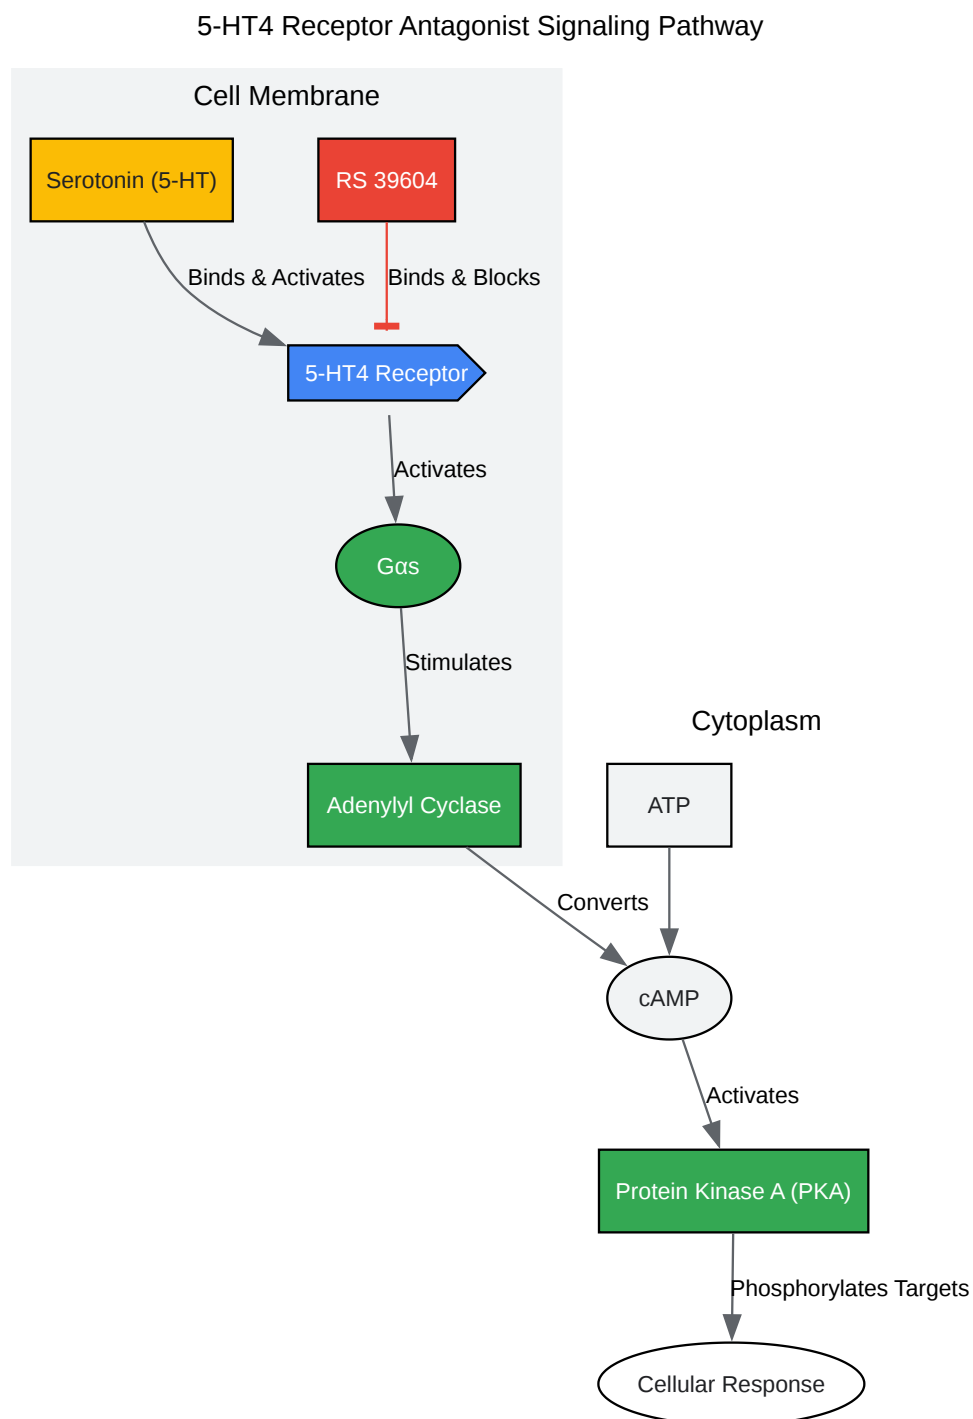 5-HT4 Receptor Antagonist Signaling Pathway
Cell Membrane
Serotonin (5-HT)
RS 39604
Binds & Activates
Binds & Blocks
5-HT4 Receptor
Activates
Gαs
Stimulates
Cytoplasm
Adenylyl Cyclase
ATP
Converts
cAMP
Activates
Protein Kinase A (PKA)
Phosphorylates Targets
Cellular Response